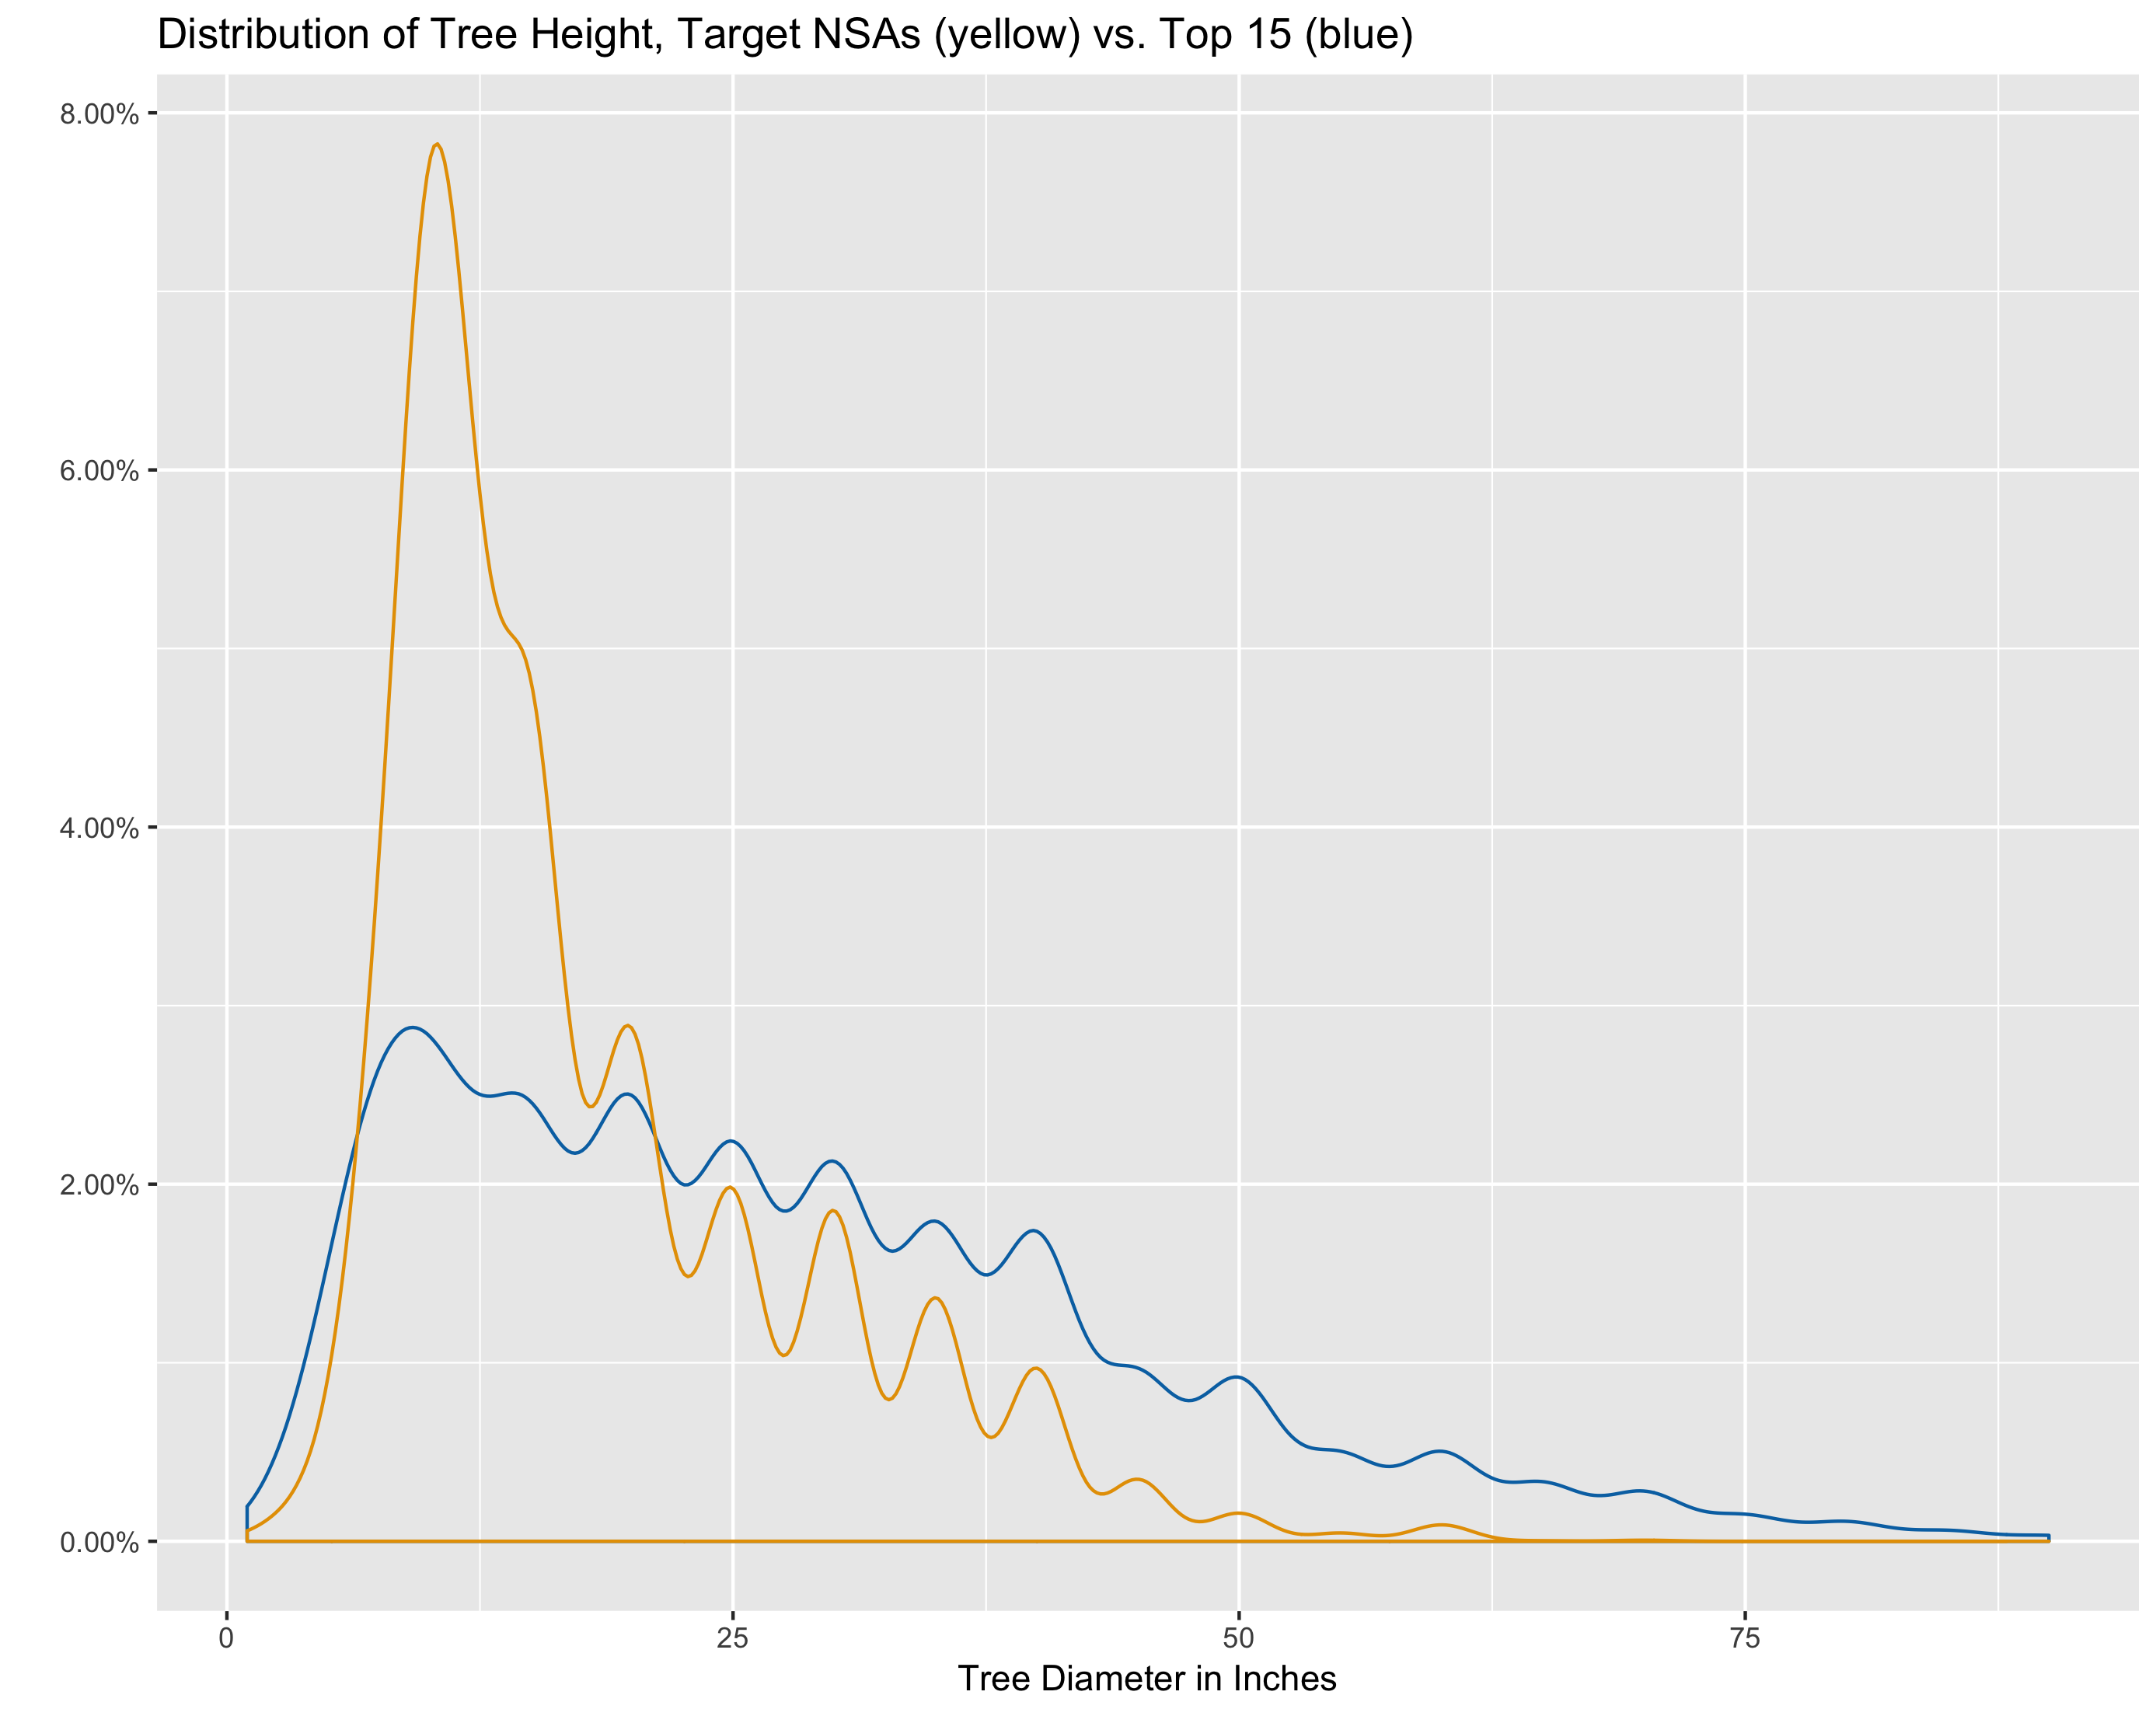 Distribution of Tree Height, Target NSAs (yellow) vs. Top 15 (blue)
8.00%
6.00%
4.00%
2.00%
0.00%
0 25 50 75
Tree Diameter in Inches